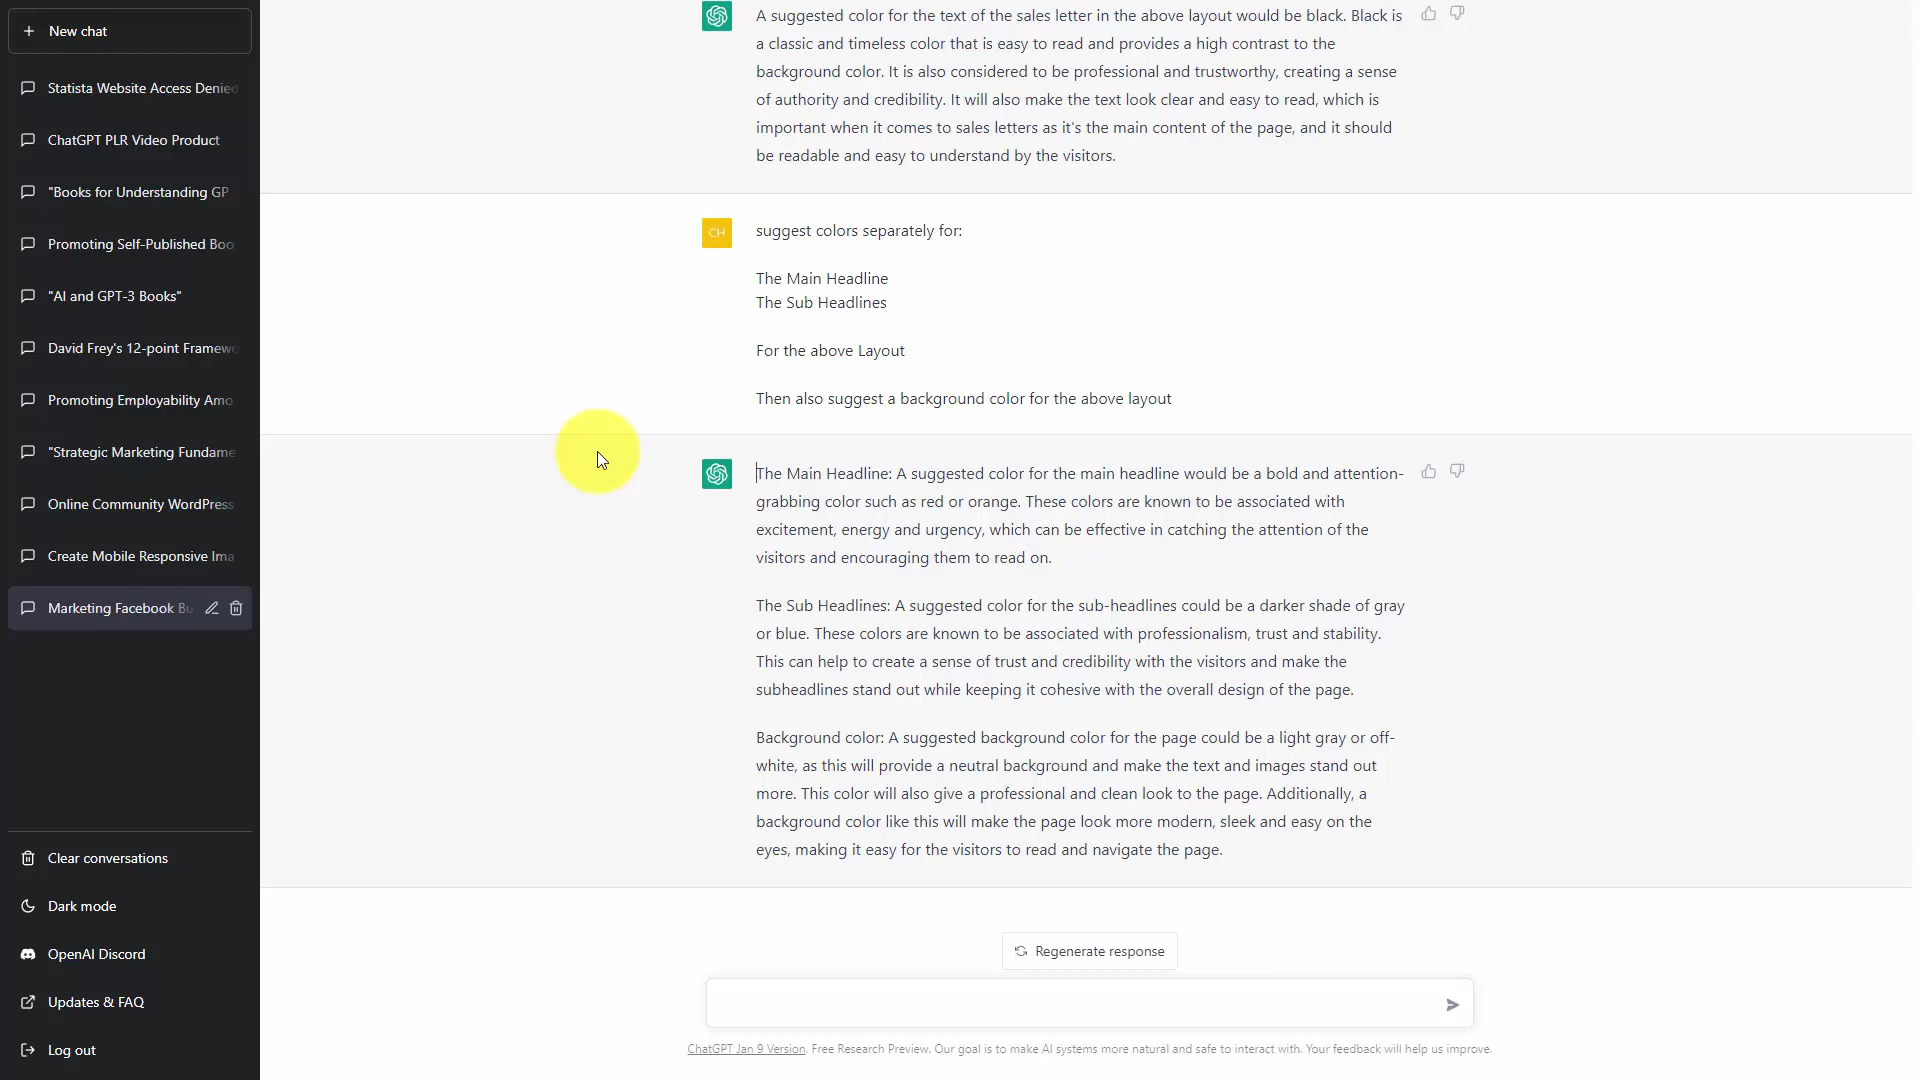 New chat
Statista Website Access Denied
ChatGPT PLR Video Product
"Books for Understanding GP
Promoting Self-Published Boo
"AI and GPT-3 Books"
David Frey's 12-point Framewo
Promoting Employability Amo
"Strategic Marketing Fundame
Online Community WordPress
Create Mobile Responsive Ima
Marketing Facebook Bu
Clear conversations
Dark mode
OpenAI Discord
Updates & FAQ
Log out
A suggested color for the text of the sales letter in the above layout would be black. Black is
a classic and timeless color that is easy to read and provides a high contrast to the
background color. It is also considered to be professional and trustworthy, creating a sense
of authority and credibility. It will also make the text look clear and easy to read, which is
important when it comes to sales letters as it's the main content of the page, and it should
be readable and easy to understand by the visitors.
CH
suggest colors separately for:
The Main Headline
The Sub Headlines
For the above Layout
Then also suggest a background color for the above layout
The Main Headline: A suggested color for the main headline would be a bold and attention-
grabbing color such as red or orange. These colors are known to be associated with
excitement, energy and urgency, which can be effective in catching the attention of the
visitors and encouraging them to read on.
The Sub Headlines: A suggested color for the sub-headlines could be a darker shade of gray
or blue. These colors are known to be associated with professionalism, trust and stability.
This can help to create a sense of trust and credibility with the visitors and make the
subheadlines stand out while keeping it cohesive with the overall design of the page.
Background color: A suggested background color for the page could be a light gray or off-
white, as this will provide a neutral background and make the text and images stand out
more. This color will also give a professional and clean look to the page. Additionally, a
background color like this will make the page look more modern, sleek and easy on the
eyes, making it easy for the visitors to read and navigate the page.
Regenerate response
ChatGPT Jan 9 Version. Free Research Preview. Our goal is to make AI systems more natural and safe to interact with. Your feedback will help us improve.